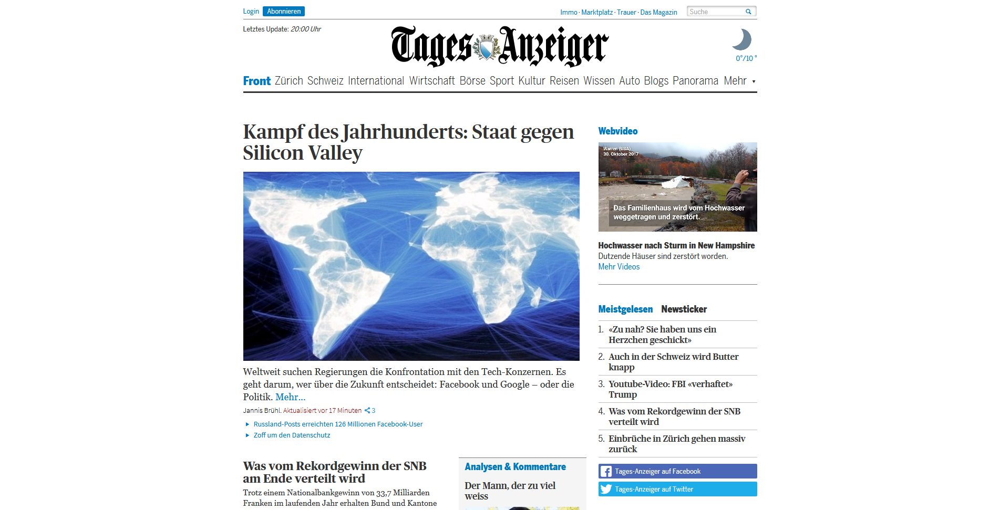 Login Abonnieren
Immo · Marktplatz · Trauer · Das Magazin
Suche
Letztes Update: 20:00 Uhr
Tages Anzeiger
0°/10 °
Front Zürich Schweiz International Wirtschaft Börse Sport Kultur Reisen Wissen Auto Blogs Panorama Mehr
Kampf des Jahrhunderts: Staat gegen
Silicon Valley
Weltweit suchen Regierungen die Konfrontation mit den Tech-Konzernen. Es
geht darum, wer über die Zukunft entscheidet: Facebook und Google – oder die
Politik. Mehr...
Jannis Brühl. Aktualisiert vor 17 Minuten 3
Russland-Posts erreichten 126 Millionen Facebook-User
Zoff um den Datenschutz
Was vom Rekordgewinn der SNB
am Ende verteilt wird
Trotz einem Nationalbankgewinn von 33,7 Milliarden
Franken im laufenden Jahr erhalten Bund und Kantone
Analysen & Kommentare
Der Mann, der zu viel
weiss
Webvideo
Warren (USA)
30. Oktober 2017
Das Familienhaus wird vom Hochwasser
weggetragen und zerstört.
Hochwasser nach Sturm in New Hampshire
Dutzende Häuser sind zerstört worden.
Mehr Videos
Meistgelesen Newsticker
1. «Zu nah? Sie haben uns ein
Herzchen geschickt»
2. Auch in der Schweiz wird Butter
knapp
3. Youtube-Video: FBI «verhaftet»
Trump
4. Was vom Rekordgewinn der SNB
verteilt wird
5. Einbrüche in Zürich gehen massiv
zurück
Tages-Anzeiger auf Facebook
Tages-Anzeiger auf Twitter